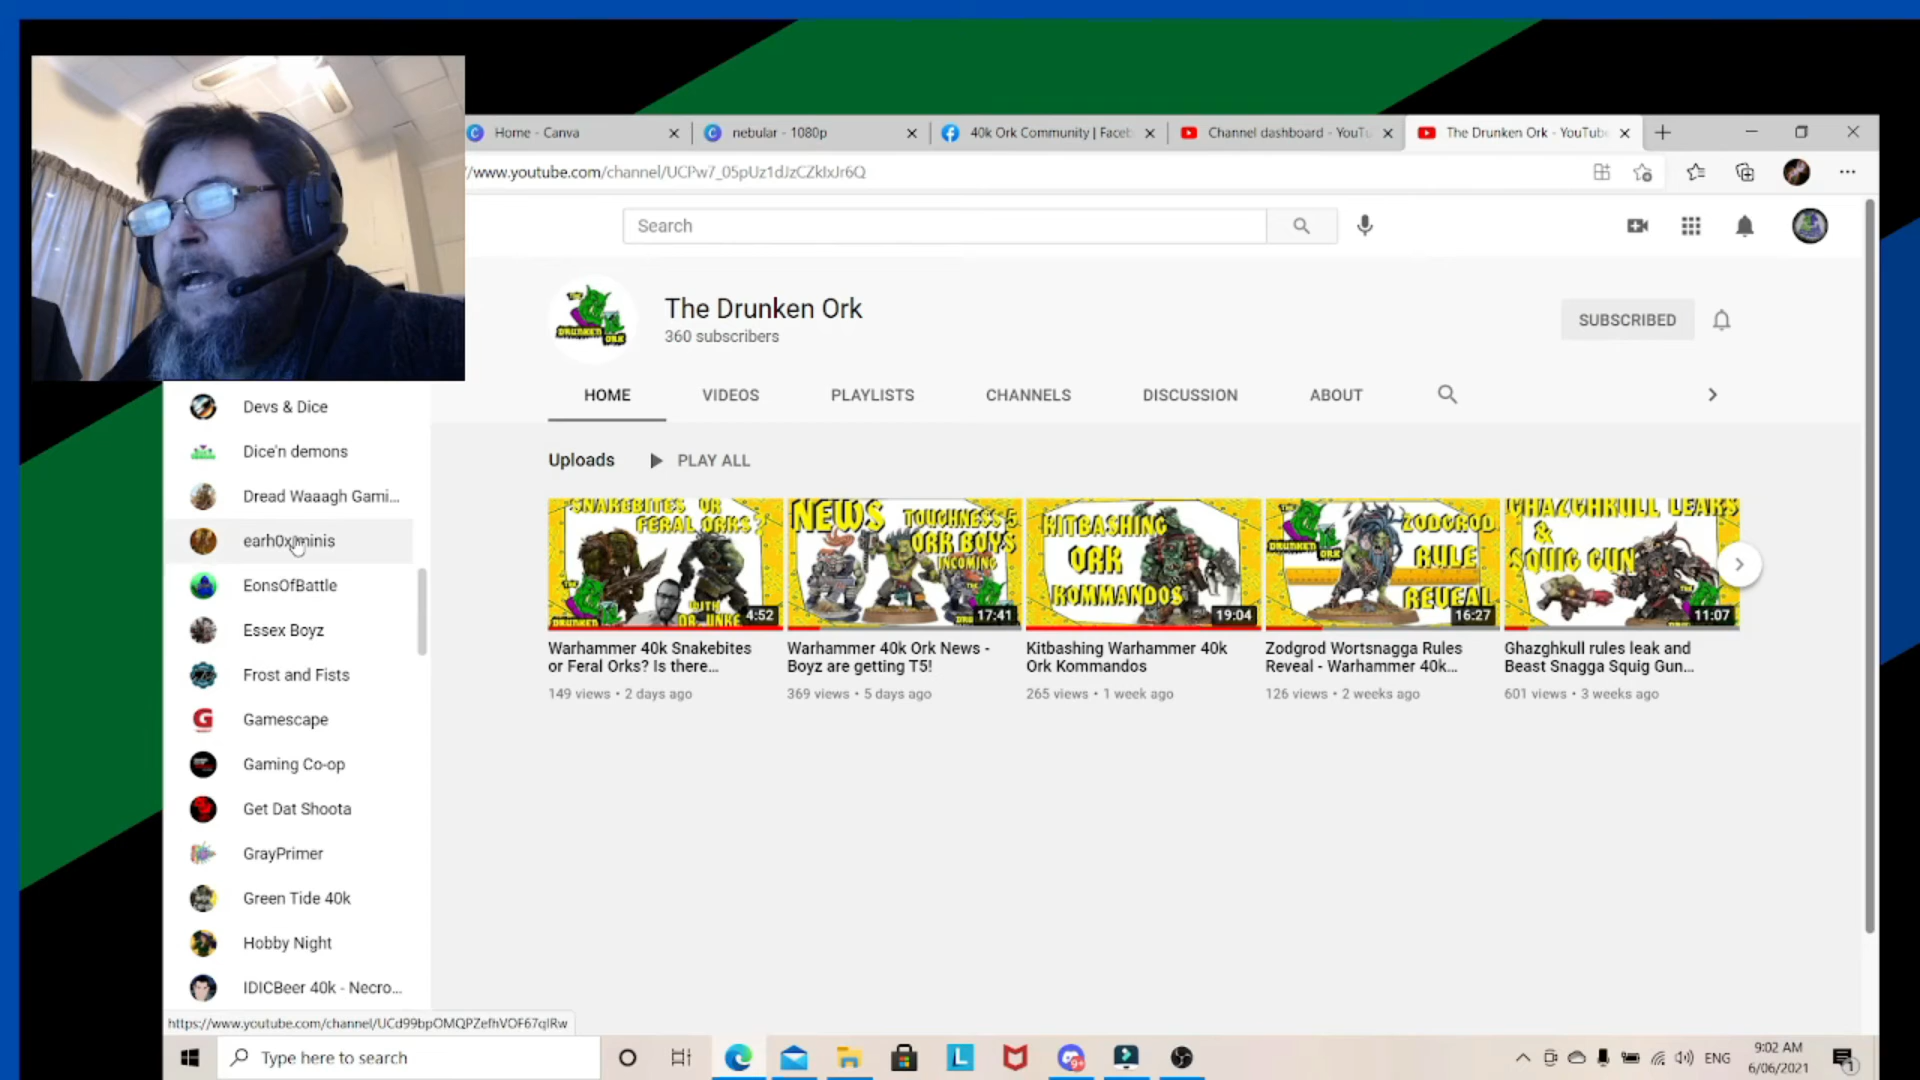 Home - Canva
nebular - 1080p
40k Ork Community | Faceb
Channel dashboard - YouTu
The Drunken Ork - YouTube
/www.youtube.com/channel/UCPw7_05pUz1dJzCZkIxJr6Q
Search
The Drunken Ork
360 subscribers
SUBSCRIBED
HOME
VIDEOS
PLAYLISTS
CHANNELS
DISCUSSION
ABOUT
Uploads
PLAY ALL
SNAKEBITES OR
FERAL ORKS?
WITH
4:52
NEWS
TOUGHNESS 5
ORK BOYS
INCOMING
17:41
KITBASHING
ORK
KOMMANDOS
19:04
ZODGROD
RULE
REVEAL
16:27
GHAZGHKULL LEAKS
&
SQUIG GUN
11:07
Warhammer 40k Snakebites
or Feral Orks? Is there...
149 views • 2 days ago
Warhammer 40k Ork News -
Boyz are getting T5!
369 views • 5 days ago
Kitbashing Warhammer 40k
Ork Kommandos
265 views • 1 week ago
Zodgrod Wortsnagga Rules
Reveal - Warhammer 40k...
126 views • 2 weeks ago
Ghazghkull rules leak and
Beast Snagga Squig Gun...
601 views • 3 weeks ago
Devs & Dice
Dice'n demons
Dread Waaagh Gami...
earh0xminis
EonsOfBattle
Essex Boyz
Frost and Fists
Gamescape
Gaming Co-op
Get Dat Shoota
GrayPrimer
Green Tide 40k
Hobby Night
IDICBeer 40k - Necro...
https://www.youtube.com/channel/UCd99bpOMQPZefhVOF67qIRw
Type here to search
ENG
9:02 AM
6/06/2021